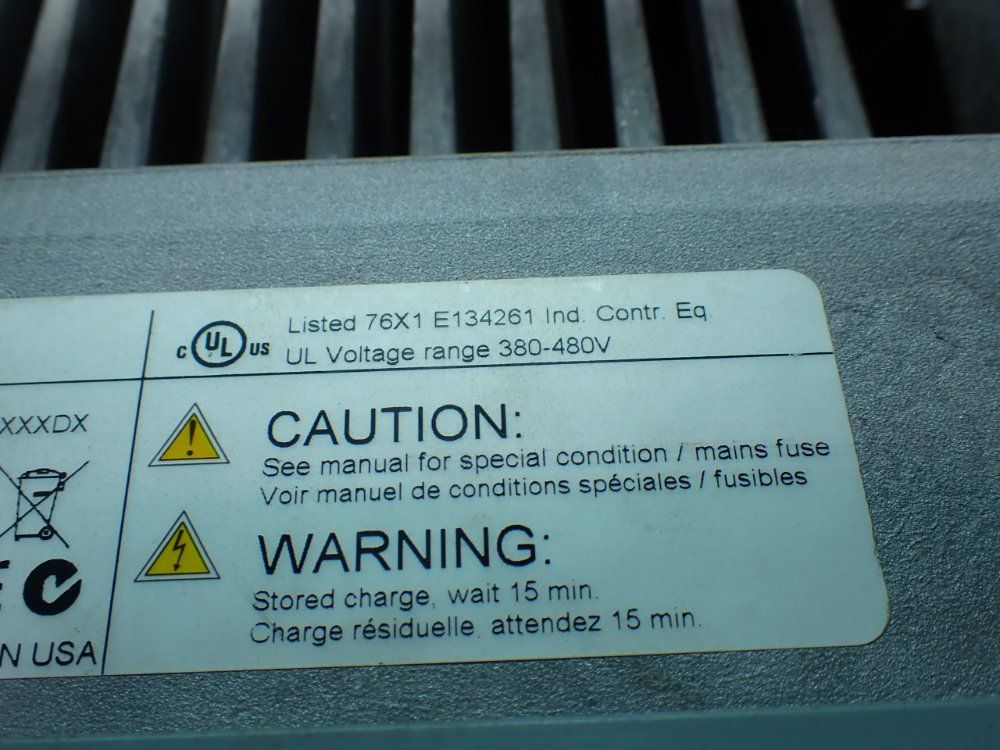 c UL US
Listed 76X1 E134261 Ind. Contr. Eq
UL Voltage range 380-480V
XXXDX
CAUTION:
See manual for special condition / mains fuse
Voir manuel de conditions spéciales / fusibles
WARNING:
Stored charge, wait 15 min.
Charge résiduelle, attendez 15 min.
N USA